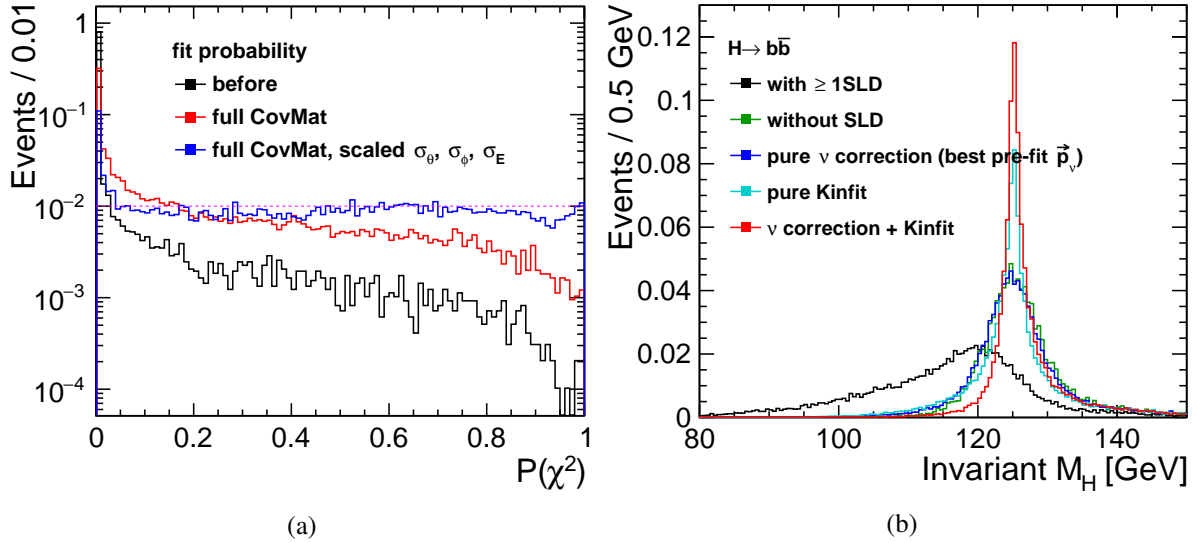 Events / 0.01
1
10⁻¹
10⁻²
10⁻³
10⁻⁴
fit probability
before
full CovMat
full CovMat, scaled σ_θ, σ_ϕ, σ_E
0 0.2 0.4 0.6 0.8 1
P(χ²)
(a)
Events / 0.5 GeV
0.12
0.1
0.08
0.06
0.04
0.02
0
H→ bb̄
with ≥ 1SLD
without SLD
pure ν correction (best pre-fit p⃗_ν)
pure Kinfit
ν correction + Kinfit
80 100 120 140
Invariant M_H [GeV]
(b)